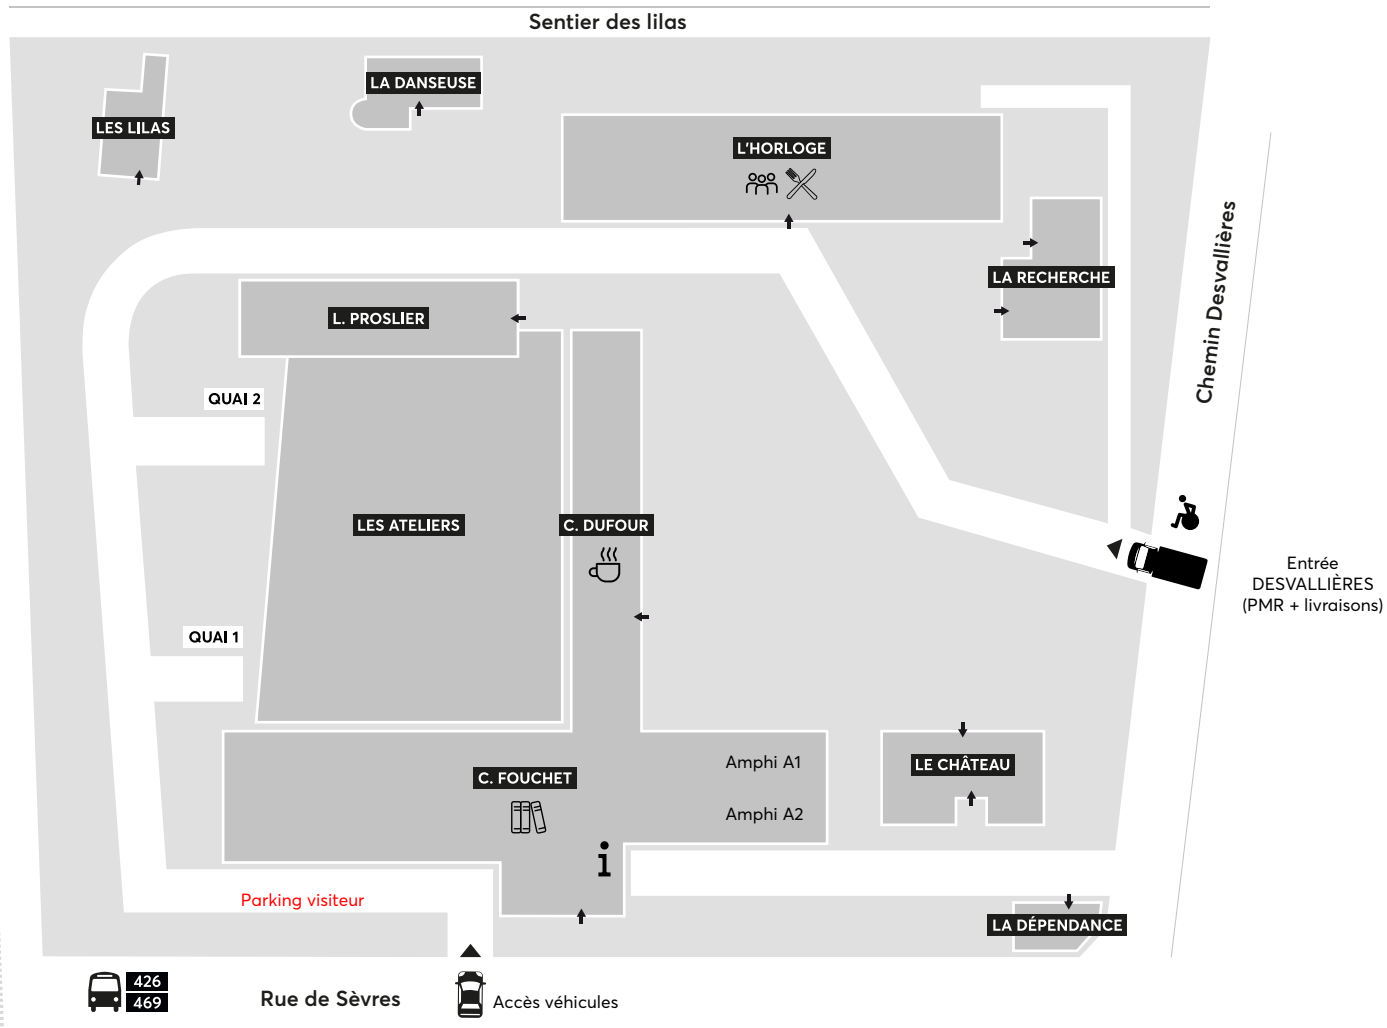 Sentier des lilas
LA DANSEUSE
LES LILAS
L'HORLOGE
Chemin Desvallières
LA RECHERCHE
L. PROSLIER
QUAI 2
LES ATELIERS
C. DUFOUR
Entrée
DESVALLIÈRES
(PMR + livraisons)
QUAI 1
Amphi A1
LE CHÂTEAU
C. FOUCHET
Amphi A2
i
Parking visiteur
LA DÉPENDANCE
426
469
Rue de Sèvres
Accès véhicules